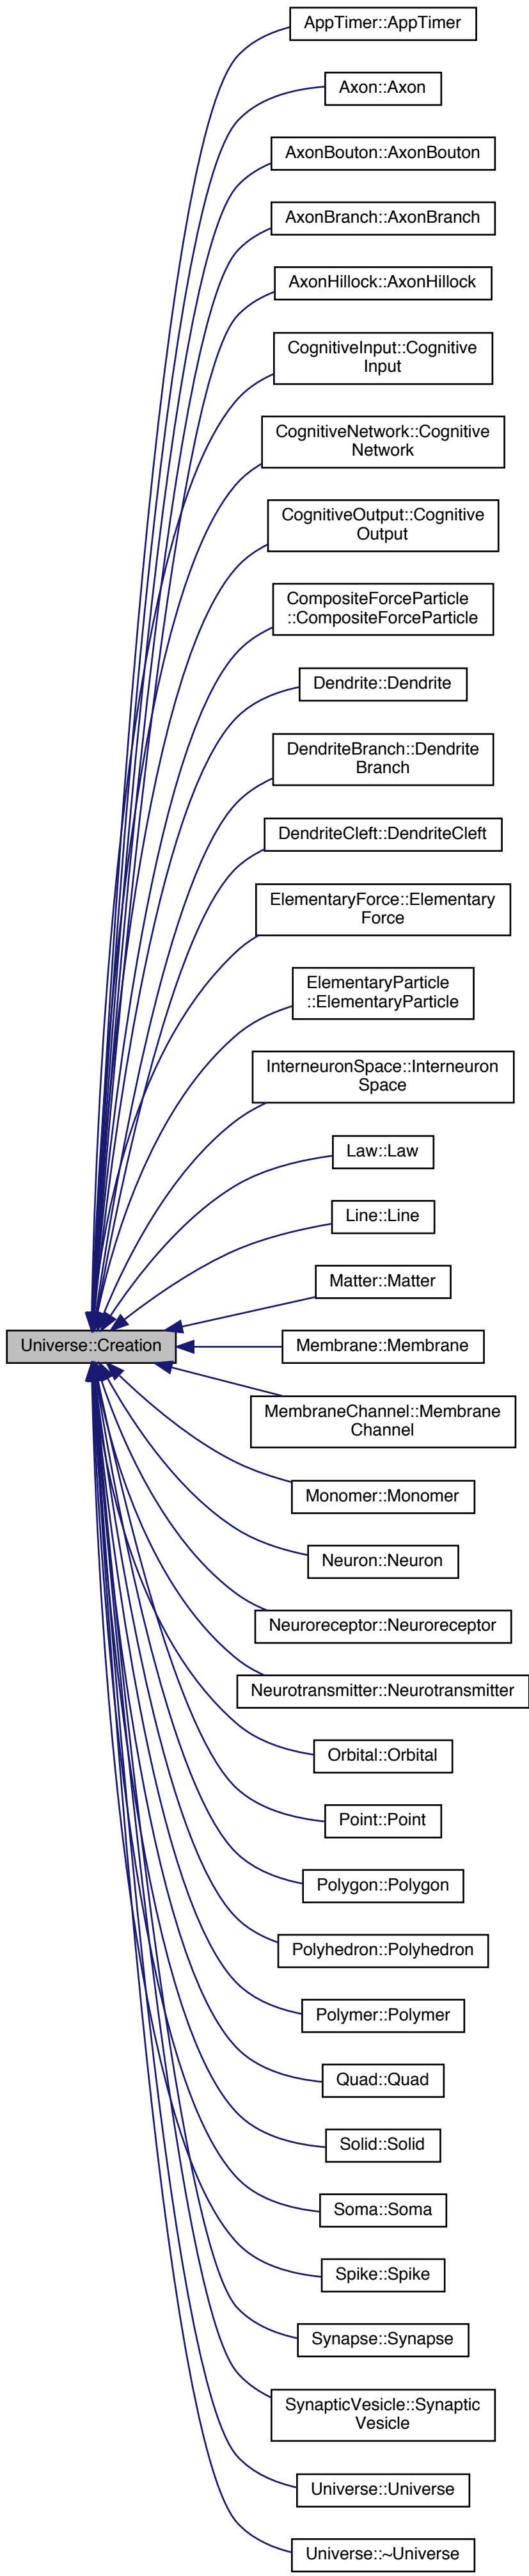 AppTimer::AppTimer
Axon::Axon
AxonBouton::AxonBouton
AxonBranch::AxonBranch
AxonHillock::AxonHillock
CognitiveInput::Cognitive
Input
CognitiveNetwork::Cognitive
Network
CognitiveOutput::Cognitive
Output
CompositeForceParticle
::CompositeForceParticle
Dendrite::Dendrite
DendriteBranch::Dendrite
Branch
DendriteCleft::DendriteCleft
ElementaryForce::Elementary
Force
ElementaryParticle
::ElementaryParticle
InterneuronSpace::Interneuron
Space
Law::Law
Line::Line
Matter::Matter
Universe::Creation
Membrane::Membrane
MembraneChannel::Membrane
Channel
Monomer::Monomer
Neuron::Neuron
Neuroreceptor::Neuroreceptor
Neurotransmitter::Neurotransmitter
Orbital::Orbital
Point::Point
Polygon::Polygon
Polyhedron::Polyhedron
Polymer::Polymer
Quad::Quad
Solid::Solid
Soma::Soma
Spike::Spike
Synapse::Synapse
SynapticVesicle::Synaptic
Vesicle
Universe::Universe
Universe::~Universe